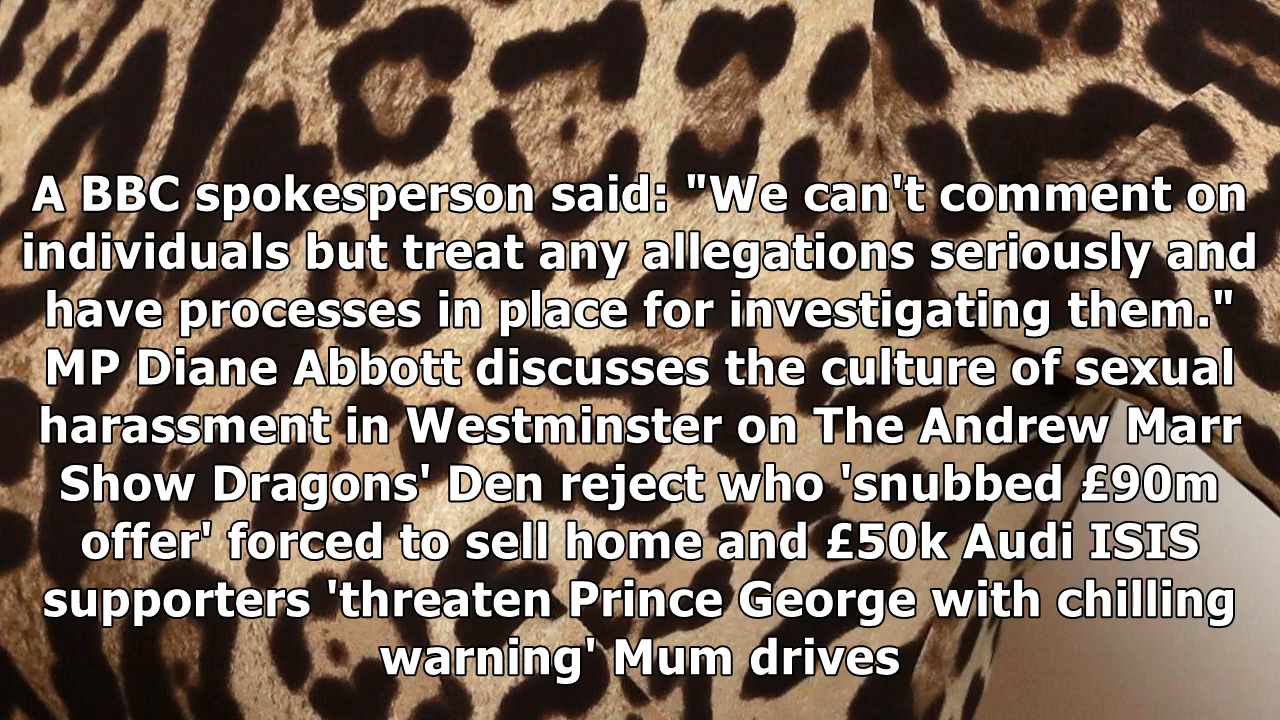 A BBC spokesperson said: "We can't comment on
individuals but treat any allegations seriously and
have processes in place for investigating them."
MP Diane Abbott discusses the culture of sexual
harassment in Westminster on The Andrew Marr
Show Dragons' Den reject who 'snubbed £90m
offer' forced to sell home and £50k Audi ISIS
supporters 'threaten Prince George with chilling
warning' Mum drives